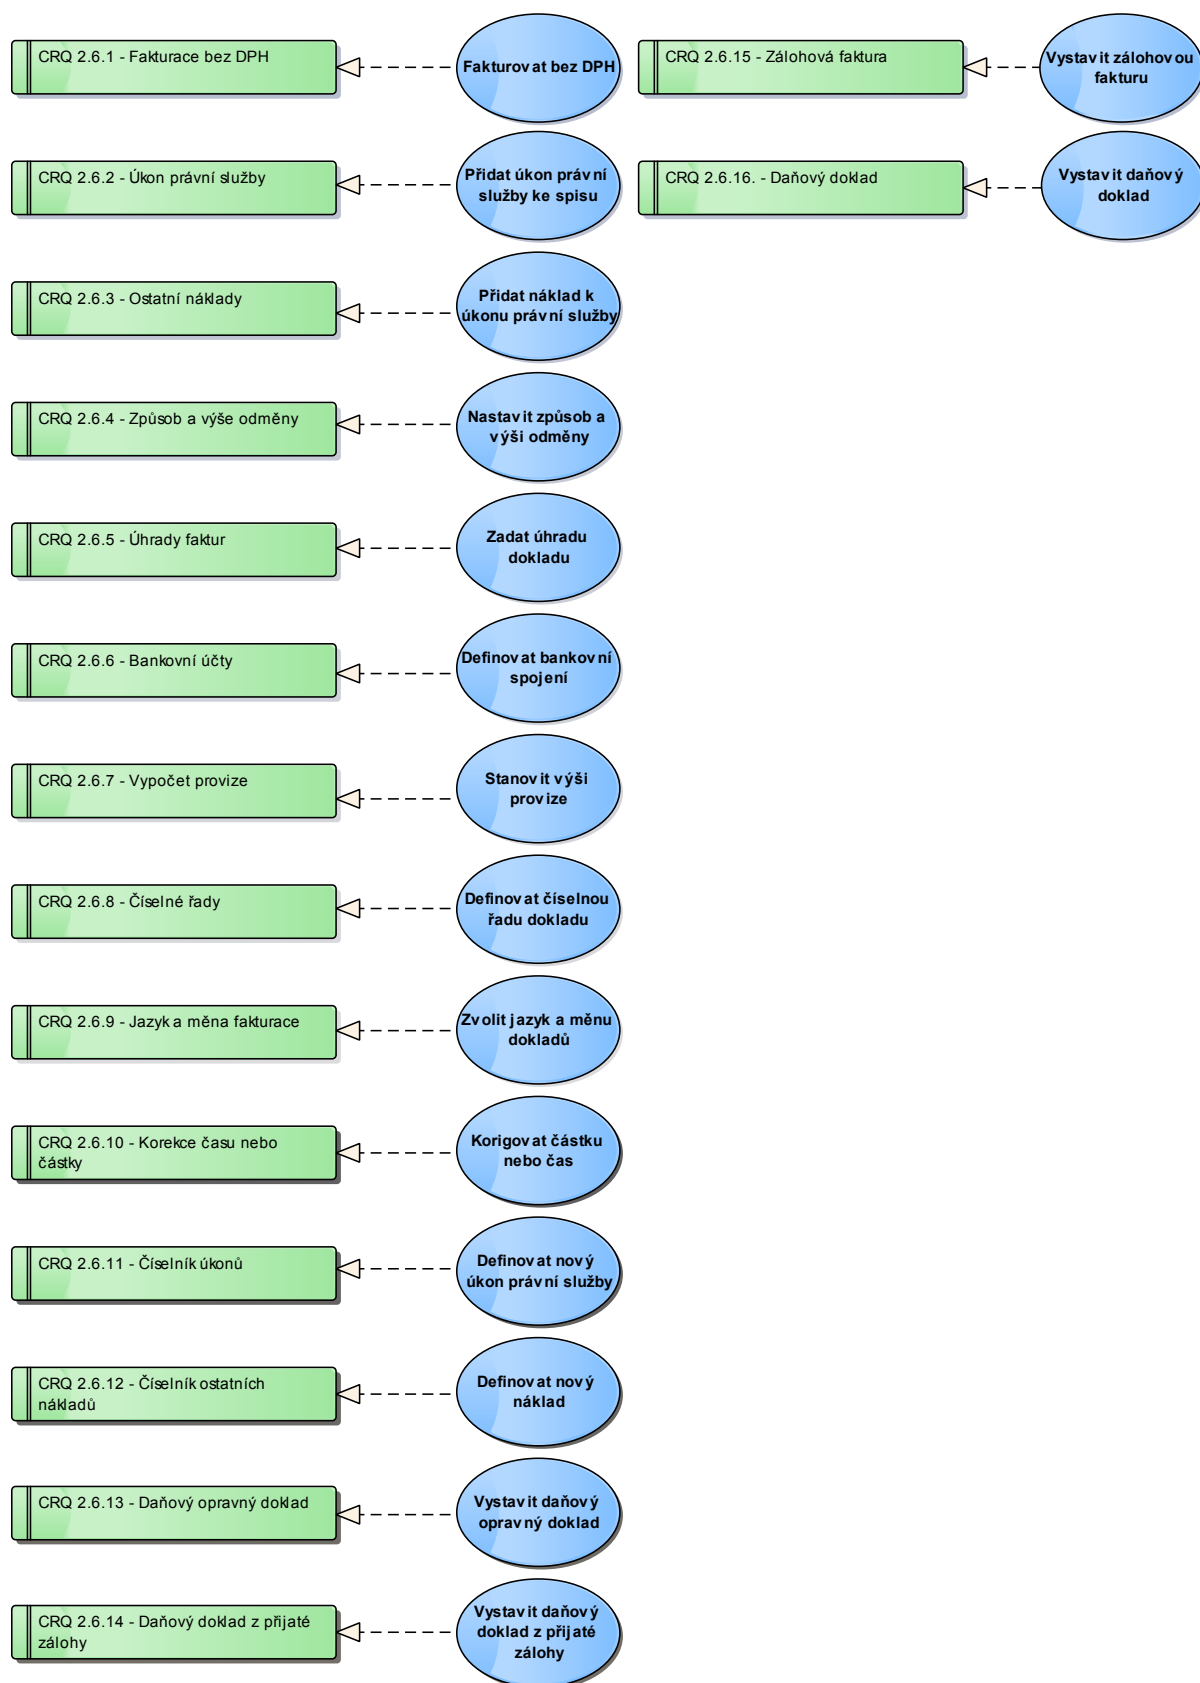 CRQ 2.6.1 - Fakturace bez DPH
Fakturovat bez DPH
CRQ 2.6.15 - Zálohová faktura
Vystavit zálohovou
fakturu
CRQ 2.6.2 - Úkon právní služby
Přidat úkon právní
služby ke spisu
CRQ 2.6.16. - Daňový doklad
Vystavit daňový
doklad
CRQ 2.6.3 - Ostatní náklady
Přidat náklad k
úkonu právní služby
CRQ 2.6.4 - Způsob a výše odměny
Nastavit způsob a
výši odměny
CRQ 2.6.5 - Úhrady faktur
Zadat úhradu
dokladu
CRQ 2.6.6 - Bankovní účty
Definovat bankovní
spojení
CRQ 2.6.7 - Vypočet provize
Stanovit výši
provize
CRQ 2.6.8 - Číselné řady
Definovat číselnou
řadu dokladu
CRQ 2.6.9 - Jazyk a měna fakturace
Zvolit jazyk a měnu
dokladů
CRQ 2.6.10 - Korekce času nebo
částky
Korigovat částku
nebo čas
CRQ 2.6.11 - Číselník úkonů
Definovat nový
úkon právní služby
CRQ 2.6.12 - Číselník ostatních
nákladů
Definovat nový
náklad
CRQ 2.6.13 - Daňový opravný doklad
Vystavit daňový
opravný doklad
CRQ 2.6.14 - Daňový doklad z přijaté
zálohy
Vystavit daňový
doklad z přijaté
zálohy